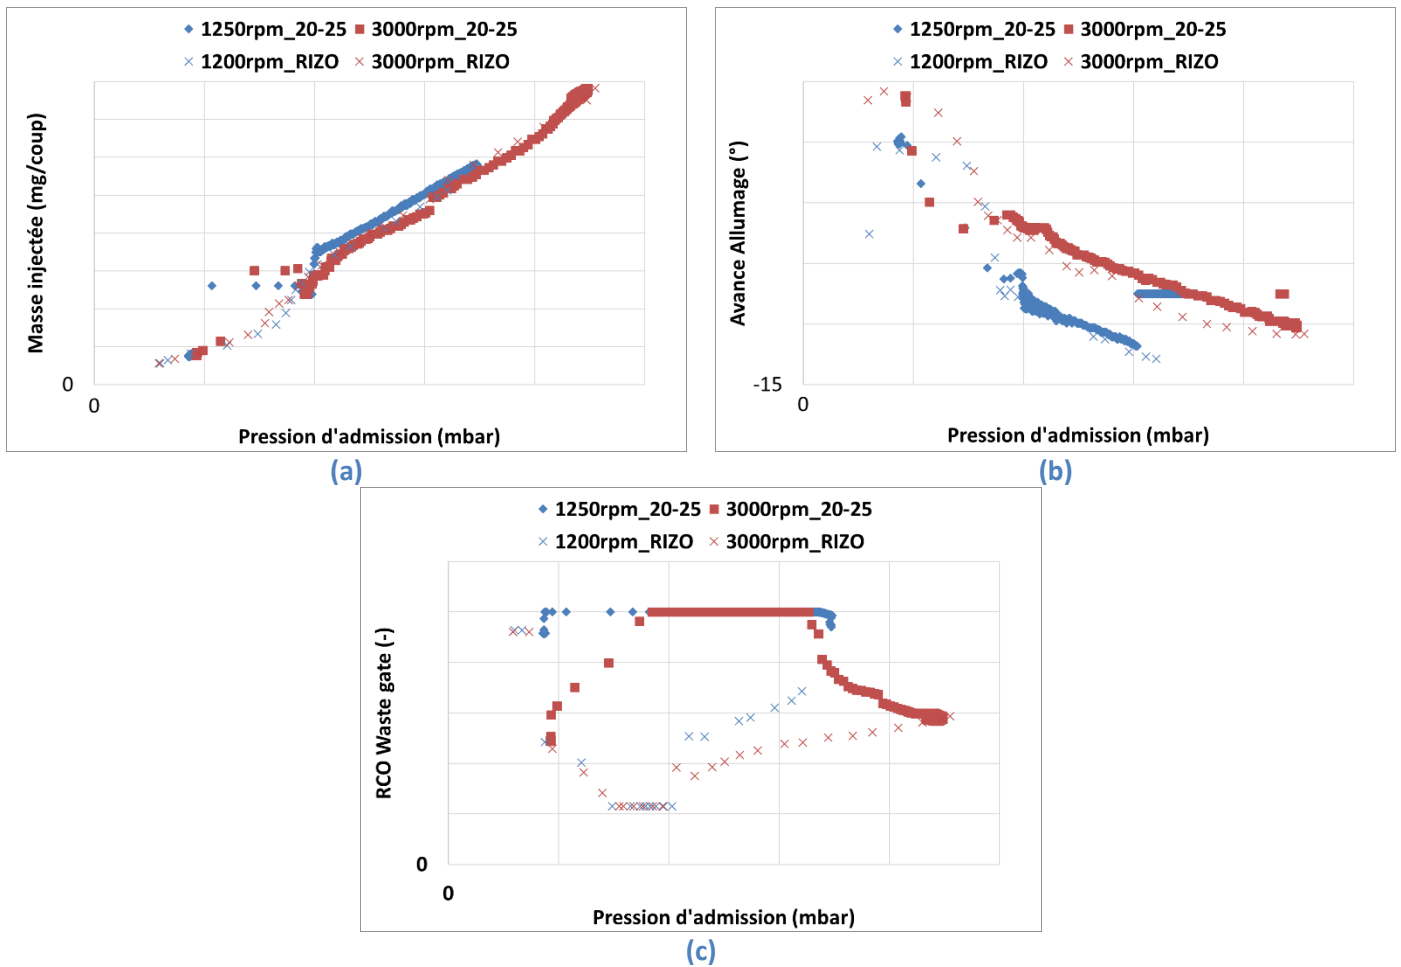 1250rpm_20-25 3000rpm_20-25
1200rpm_RIZO 3000rpm_RIZO
Masse injectée (mg/coup)
0
0
Pression d'admission (mbar)
(a)
1250rpm_20-25 3000rpm_20-25
1200rpm_RIZO 3000rpm_RIZO
Avance Allumage (°)
-15
0
Pression d'admission (mbar)
(b)
1250rpm_20-25 3000rpm_20-25
1200rpm_RIZO 3000rpm_RIZO
RCO Waste gate (-)
0
0
Pression d'admission (mbar)
(c)